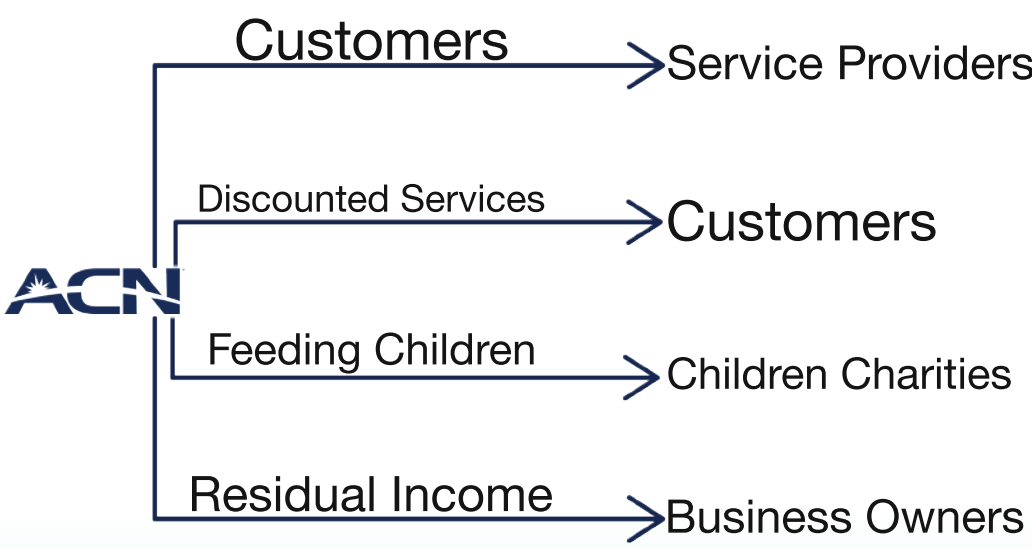 Customers
Service Providers
Discounted Services
Customers
ACN
Feeding Children
Children Charities
Residual Income
Business Owners